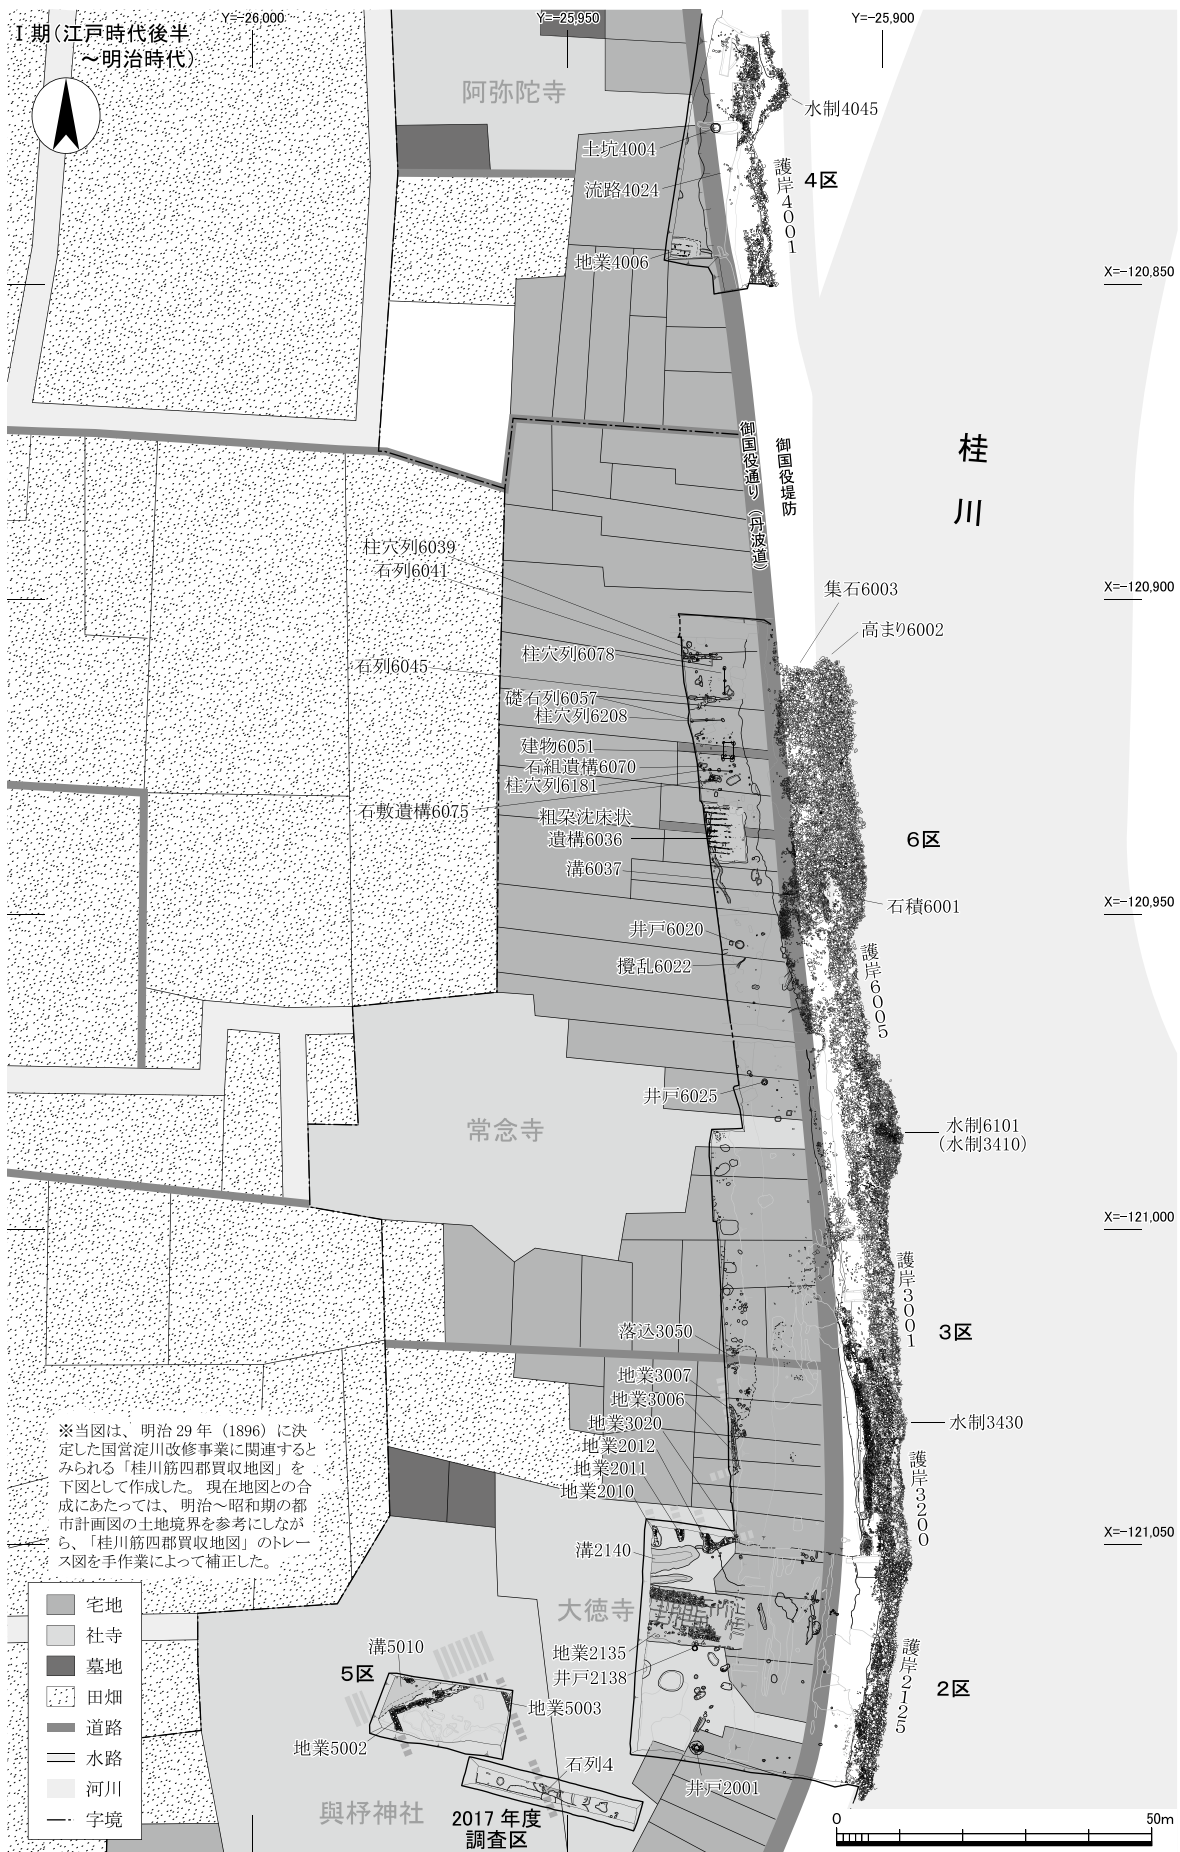 Ⅰ期(江戸時代後半
～明治時代)
Y=-26,000
Y=-25,950
Y=-25,900
阿弥陀寺
水制4045
土坑4004
護岸4001
4区
流路4024
地業4006
X=-120,850
御国役通り（丹波道）
御国役堤防
桂川
柱穴列6039
石列6041
集石6003
X=-120,900
高まり6002
柱穴列6078
石列6045
礎石列6057
柱穴列6208
建物6051
石組遺構6070
柱穴列6181
石敷遺構6075
粗朶沈床状
遺構6036
6区
溝6037
石積6001
X=-120,950
井戸6020
攪乱6022
護岸6005
井戸6025
常念寺
水制6101
(水制3410)
X=-121,000
護岸3001
3区
落込3050
地業3007
地業3006
地業3020
地業2012
地業2011
地業2010
水制3430
護岸3200
※当図は、明治 29 年（1896）に決
定した国営淀川改修事業に関連すると
みられる「桂川筋四郡買収地図」を
下図として作成した。現在地図との合
成にあたっては、明治～昭和期の都
市計画図の土地境界を参考にしなが
ら、「桂川筋四郡買収地図」のトレー
ス図を手作業によって補正した。
X=-121,050
溝2140
大徳寺
地業2135
井戸2138
護岸2125
2区
溝5010
5区
地業5003
地業5002
石列4
井戸2001
與杼神社
2017 年度
調査区
宅地
社寺
墓地
田畑
道路
水路
河川
字境
0
50m